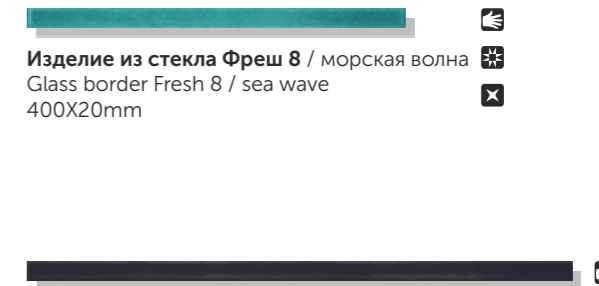 Изделие из стекла Фреш 8 / морская волна
Glass border Fresh 8 / sea wave
400X20mm